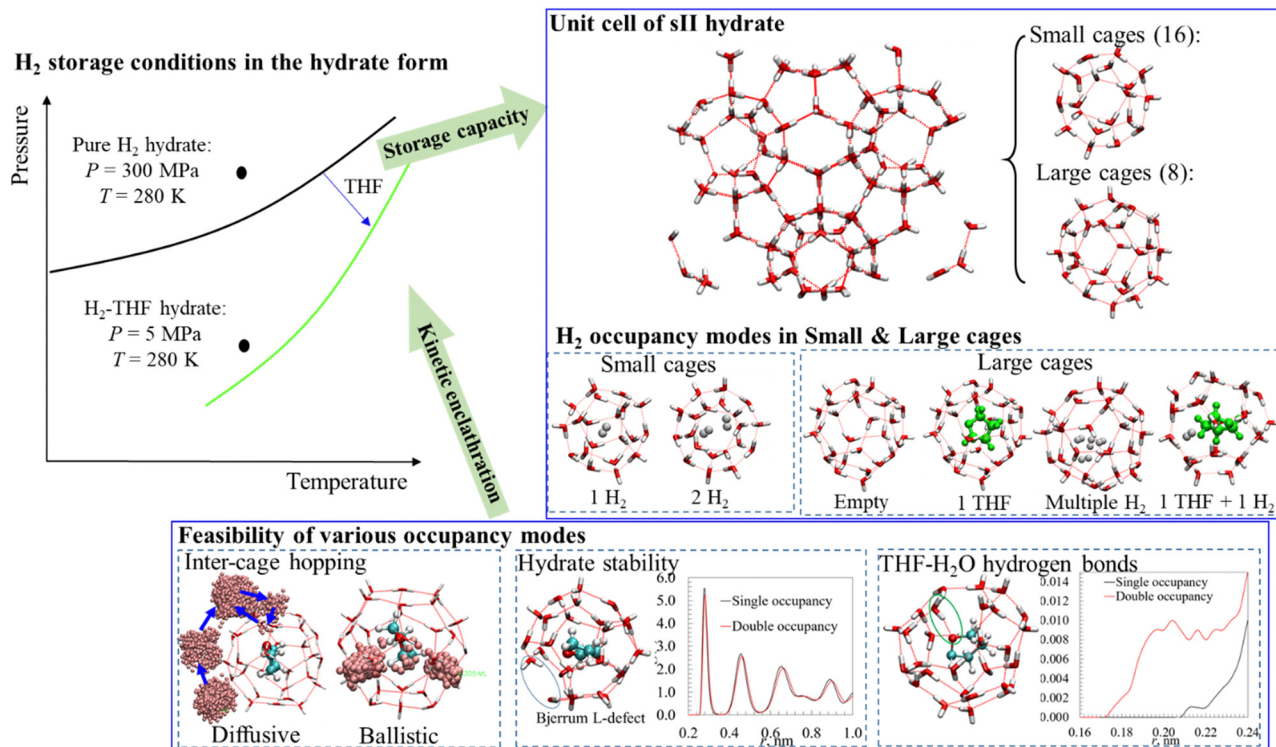 H₂ storage conditions in the hydrate form
Pressure
Pure H₂ hydrate:
P = 300 MPa
T = 280 K
THF
H₂-THF hydrate:
P = 5 MPa
T = 280 K
Temperature
Storage capacity
Kinetic enclathration
Unit cell of sII hydrate
Small cages (16):
Large cages (8):
H₂ occupancy modes in Small & Large cages
Small cages
1 H₂
2 H₂
Large cages
Empty
1 THF
Multiple H₂
1 THF + 1 H₂
Feasibility of various occupancy modes
Inter-cage hopping
Diffusive
Ballistic
Hydrate stability
Bjerrum L-defect
6.0
5.0
4.0
3.0
2.0
1.0
0.0
Single occupancy
Double occupancy
0.2 0.4 0.6 0.8 1.0
r, nm
THF-H₂O hydrogen bonds
0.014
0.012
0.010
0.008
0.006
0.004
0.002
0.000
Single occupancy
Double occupancy
0.16 0.18 0.20 0.22 0.24
r, nm